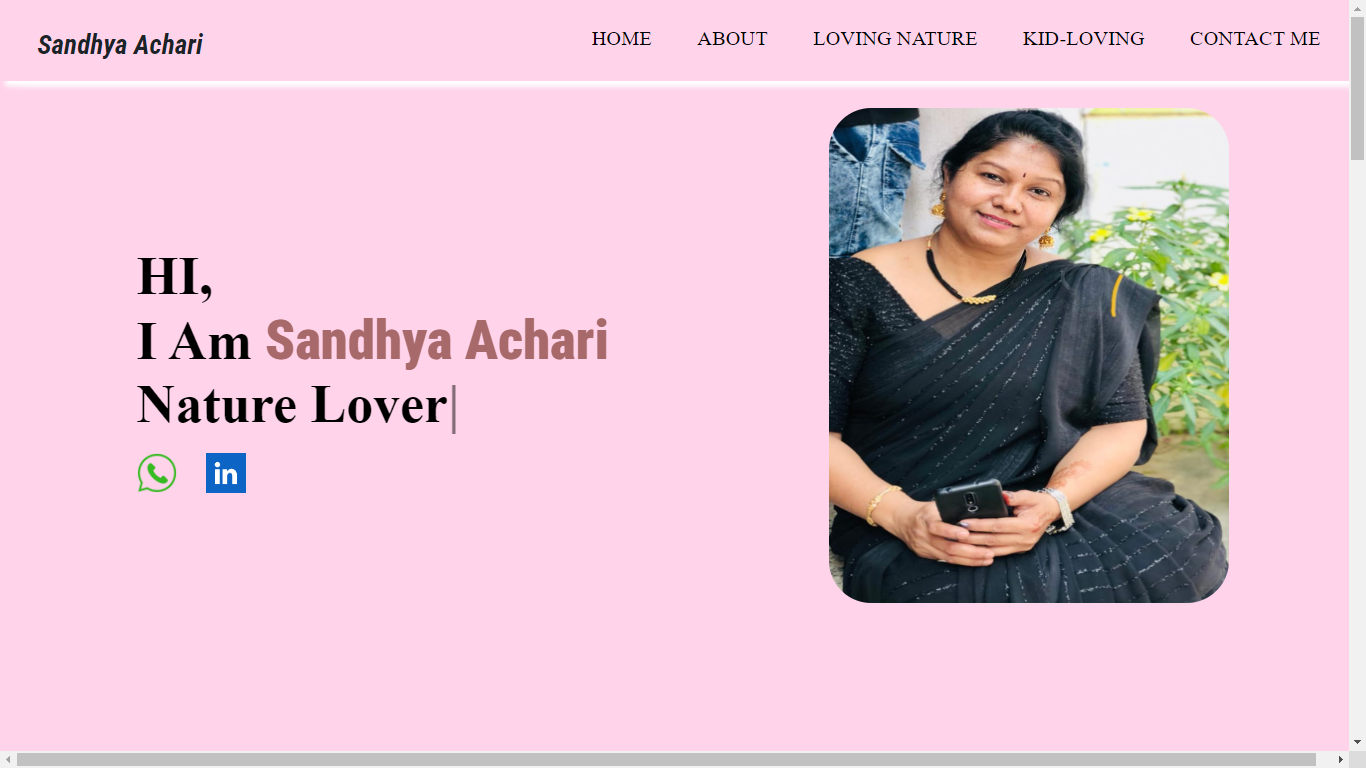 Sandhya Achari
HOME ABOUT LOVING NATURE KID-LOVING CONTACT ME
HI,
I Am Sandhya Achari
Nature Lover|
in